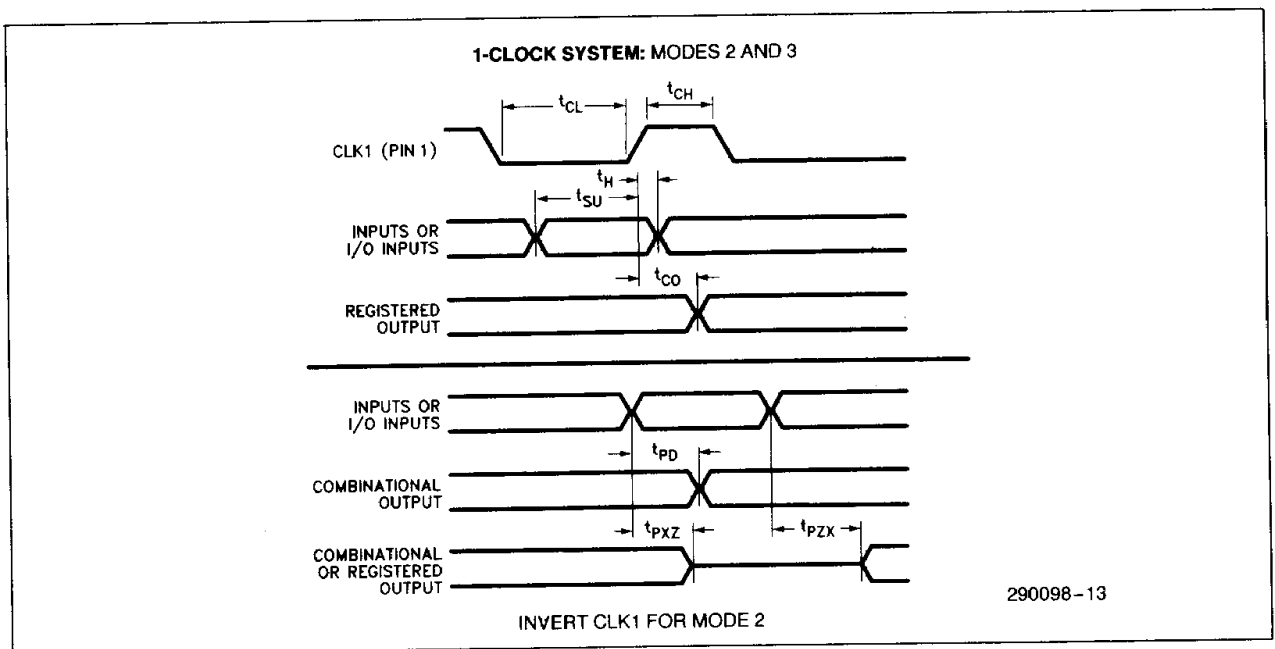 1-CLOCK SYSTEM: MODES 2 AND 3
tCL
tCH
CLK1 (PIN 1)
tH
tSU
INPUTS OR
I/O INPUTS
tCO
REGISTERED
OUTPUT
INPUTS OR
I/O INPUTS
tPD
COMBINATIONAL
OUTPUT
tPXZ
tPZX
COMBINATIONAL
OR REGISTERED
OUTPUT
290098-13
INVERT CLK1 FOR MODE 2